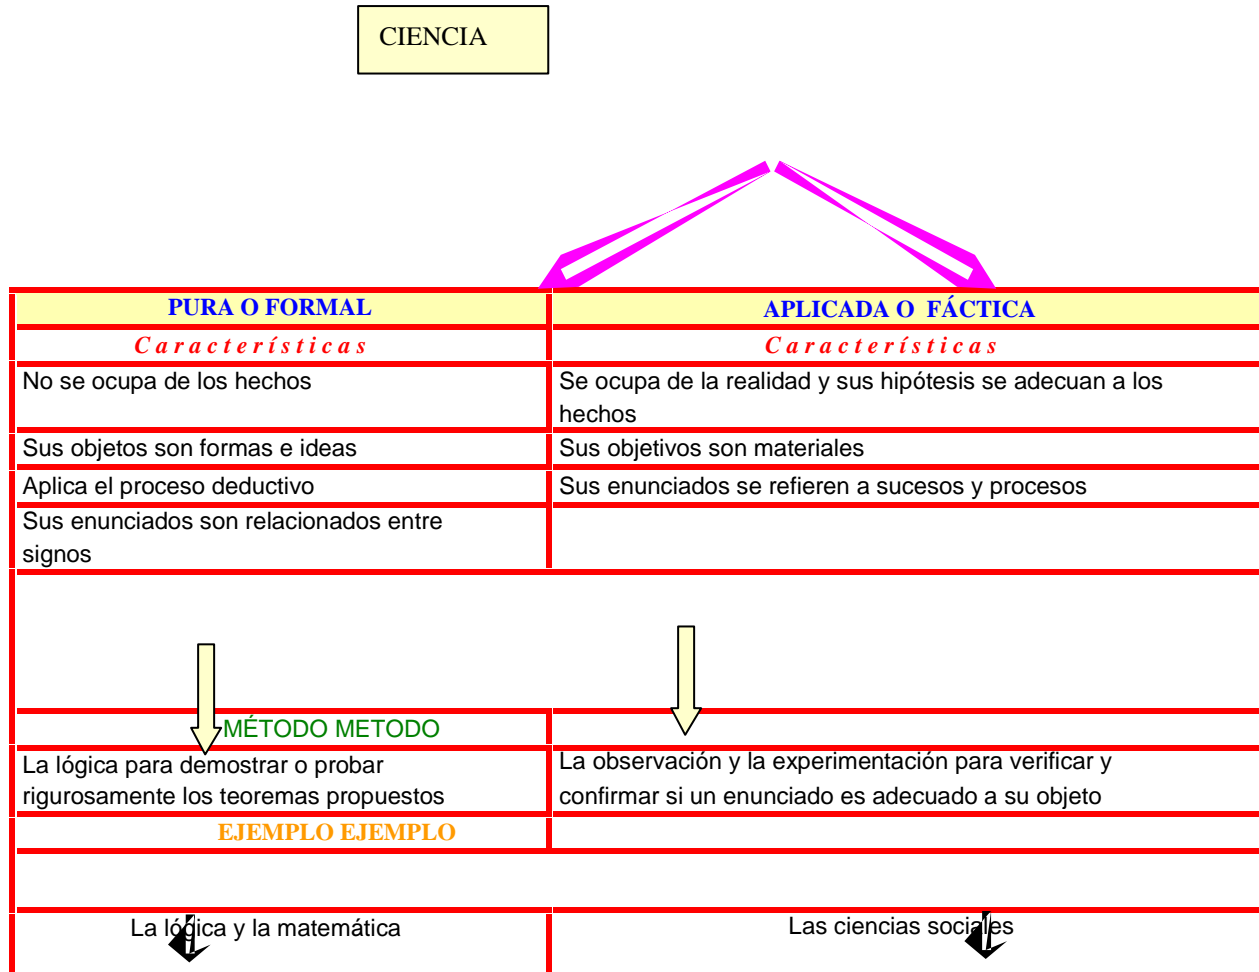 CIENCIA
PURA O FORMAL
APLICADA O FÁCTICA
Características
Características
No se ocupa de los hechos
Se ocupa de la realidad y sus hipótesis se adecuan a los
hechos
Sus objetos son formas e ideas
Sus objetivos son materiales
Aplica el proceso deductivo
Sus enunciados se refieren a sucesos y procesos
Sus enunciados son relacionados entre
signos
MÉTODO METODO
La lógica para demostrar o probar
rigurosamente los teoremas propuestos
La observación y la experimentación para verificar y
confirmar si un enunciado es adecuado a su objeto
EJEMPLO EJEMPLO
La lógica y la matemática
Las ciencias sociales